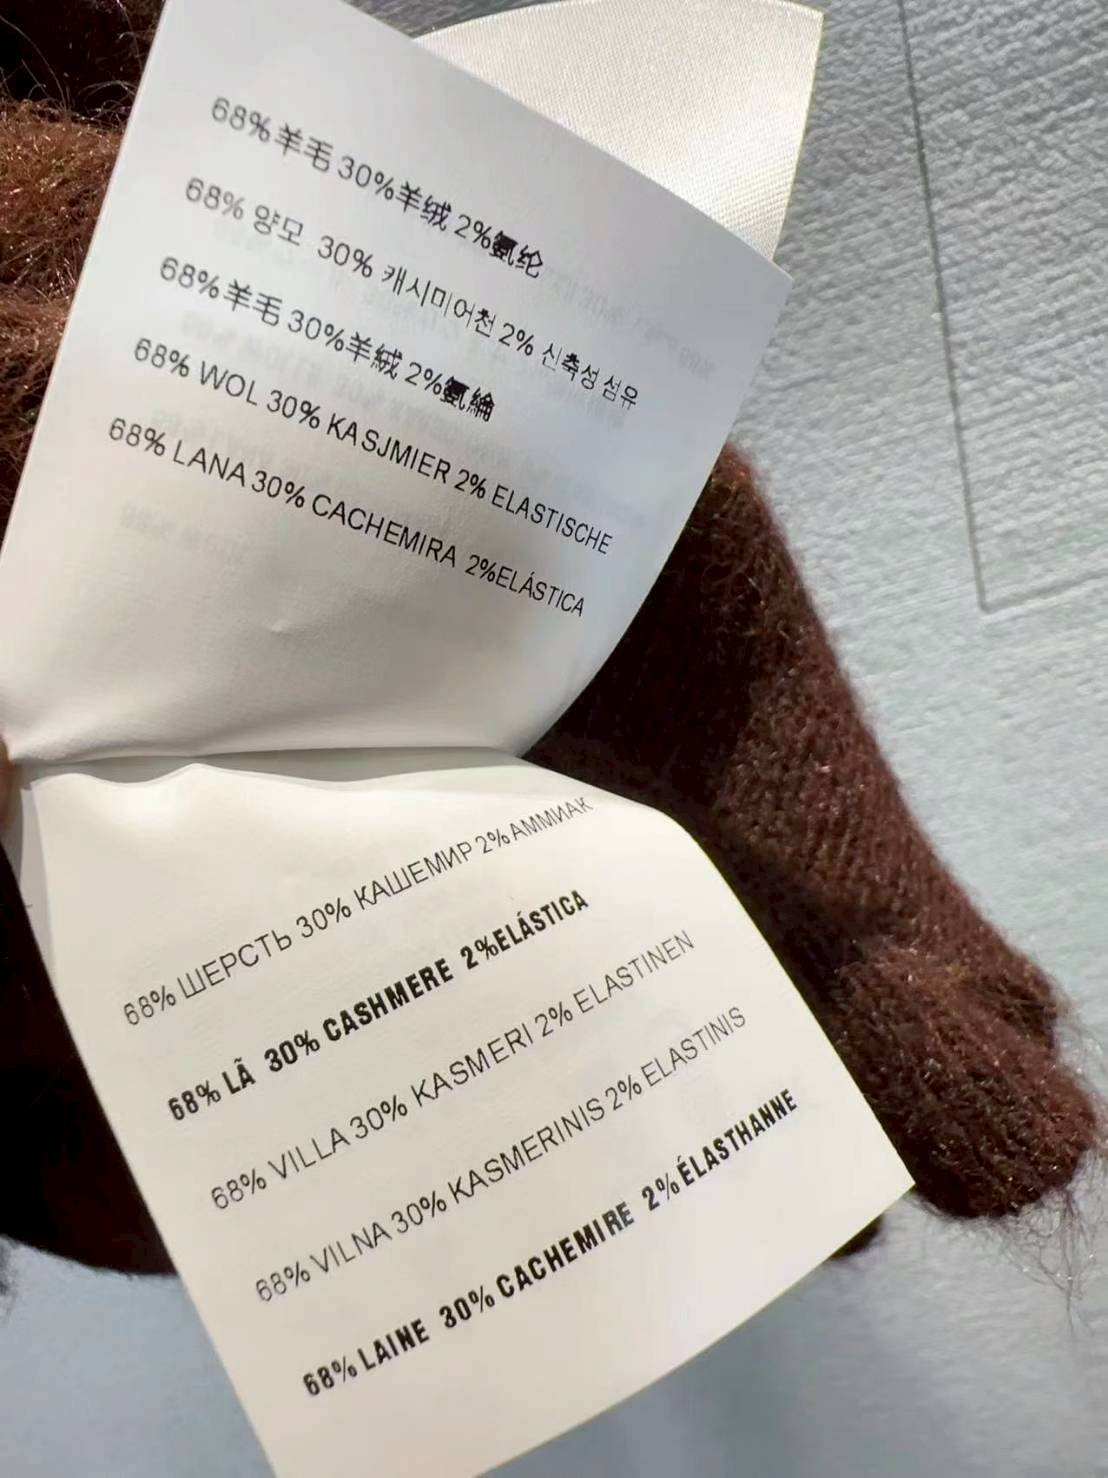 68%羊毛 30%羊绒 2%氨纶
68% 양모 30% 캐시미어천 2% 신축성 섬유
68%羊毛 30%羊絨 2%氨綸
68% WOL 30% KASJMIER 2% ELASTISCHE
68% LANA 30% CACHEMIRA 2%ELÁSTICA
68% ШЕРСТЬ 30% КАШЕМИР 2% АММИАК
68% LÃ 30% CASHMERE 2%ELÁSTICA
68% VILLA 30% KASMERI 2% ELASTINEN
68% VILNA 30% KASMERINIS 2% ELASTINIS
68% LAINE 30% CACHEMIRE 2% ÉLASTHANNE